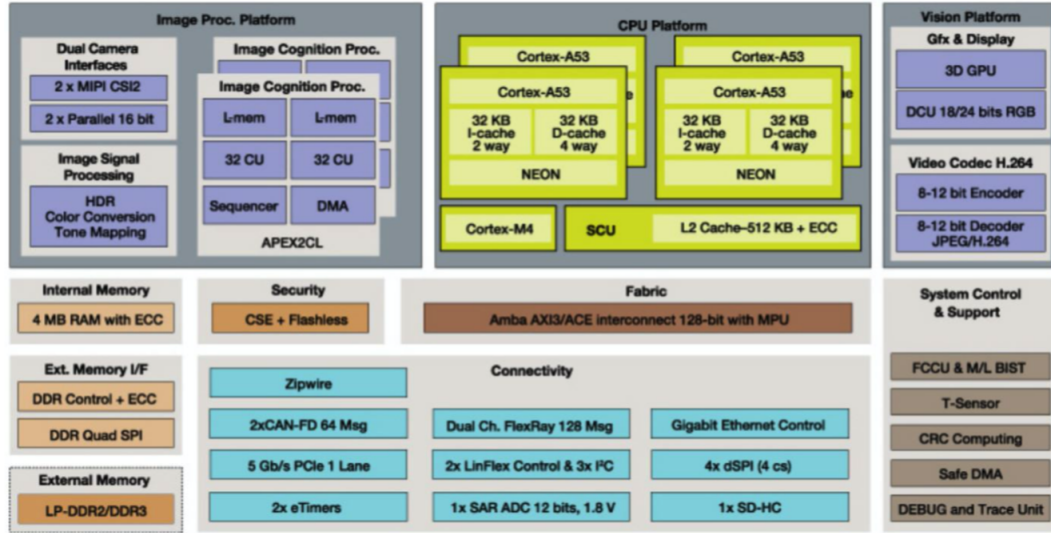 Image Proc. Platform
Dual Camera
Interfaces
2 x MIPI CSI2
2 x Parallel 16 bit
Image Signal
Processing
HDR
Color Conversion
Tone Mapping
Image Cognition Proc.
Image Cognition Proc.
L-mem
L-mem
32 CU
32 CU
Sequencer
DMA
APEX2CL
CPU Platform
Cortex-A53
Cortex-A53
32 KB
I-cache
2 way
32 KB
D-cache
4 way
NEON
Cortex-A53
Cortex-A53
32 KB
I-cache
2 way
32 KB
D-cache
4 way
NEON
Cortex-M4
SCU
L2 Cache–512 KB + ECC
Vision Platform
Gfx & Display
3D GPU
DCU 18/24 bits RGB
Video Codec H.264
8-12 bit Encoder
8-12 bit Decoder
JPEG/H.264
Internal Memory
4 MB RAM with ECC
Security
CSE + Flashless
Fabric
Amba AXI3/ACE interconnect 128-bit with MPU
Ext. Memory I/F
DDR Control + ECC
DDR Quad SPI
External Memory
LP-DDR2/DDR3
Connectivity
Zipwire
2xCAN-FD 64 Msg
Dual Ch. FlexRay 128 Msg
Gigabit Ethernet Control
5 Gb/s PCIe 1 Lane
2x LinFlex Control & 3x I²C
4x dSPI (4 cs)
2x eTimers
1x SAR ADC 12 bits, 1.8 V
1x SD-HC
System Control
& Support
FCCU & M/L BIST
T-Sensor
CRC Computing
Safe DMA
DEBUG and Trace Unit